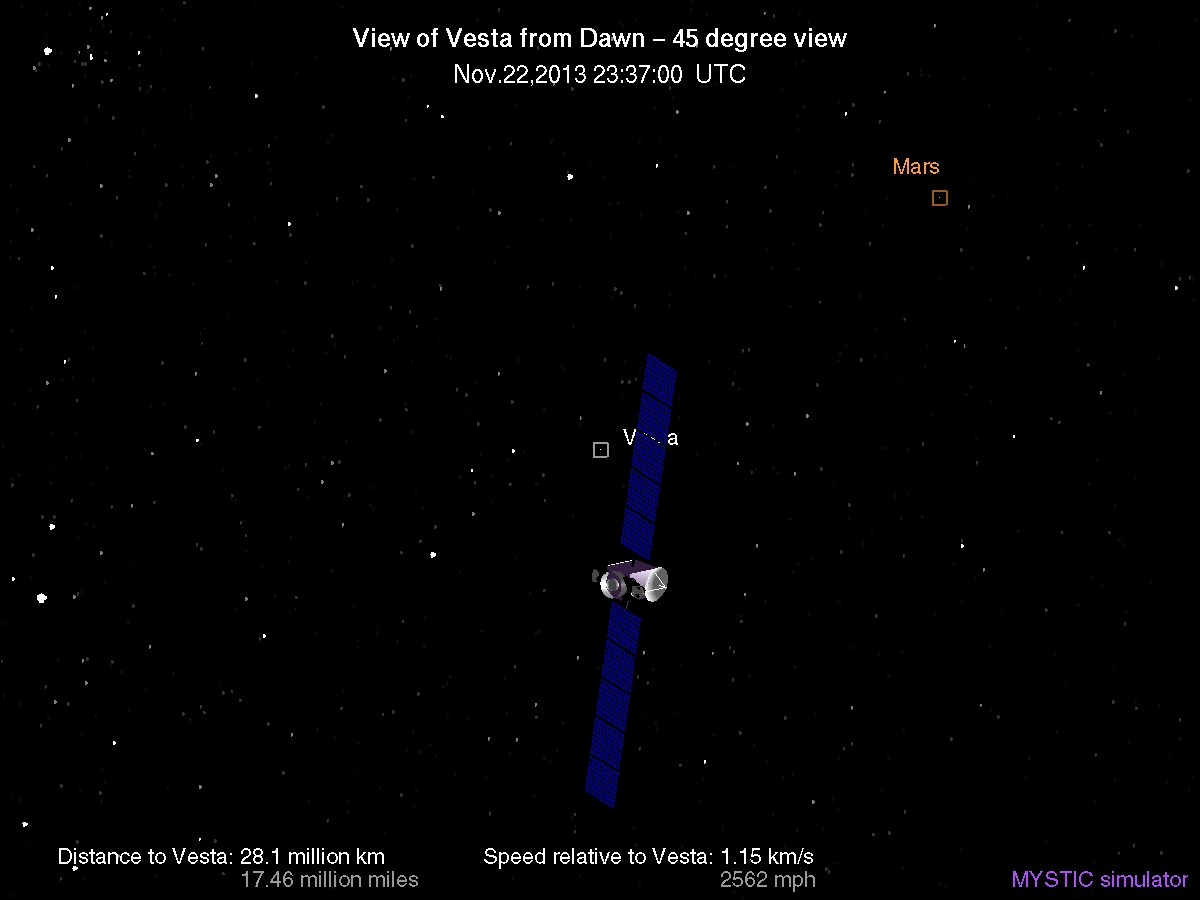 View of Vesta from Dawn – 45 degree view
Nov.22,2013 23:37:00 UTC
Mars
Distance to Vesta: 28.1 million km
17.46 million miles
Speed relative to Vesta: 1.15 km/s
2562 mph
MYSTIC simulator